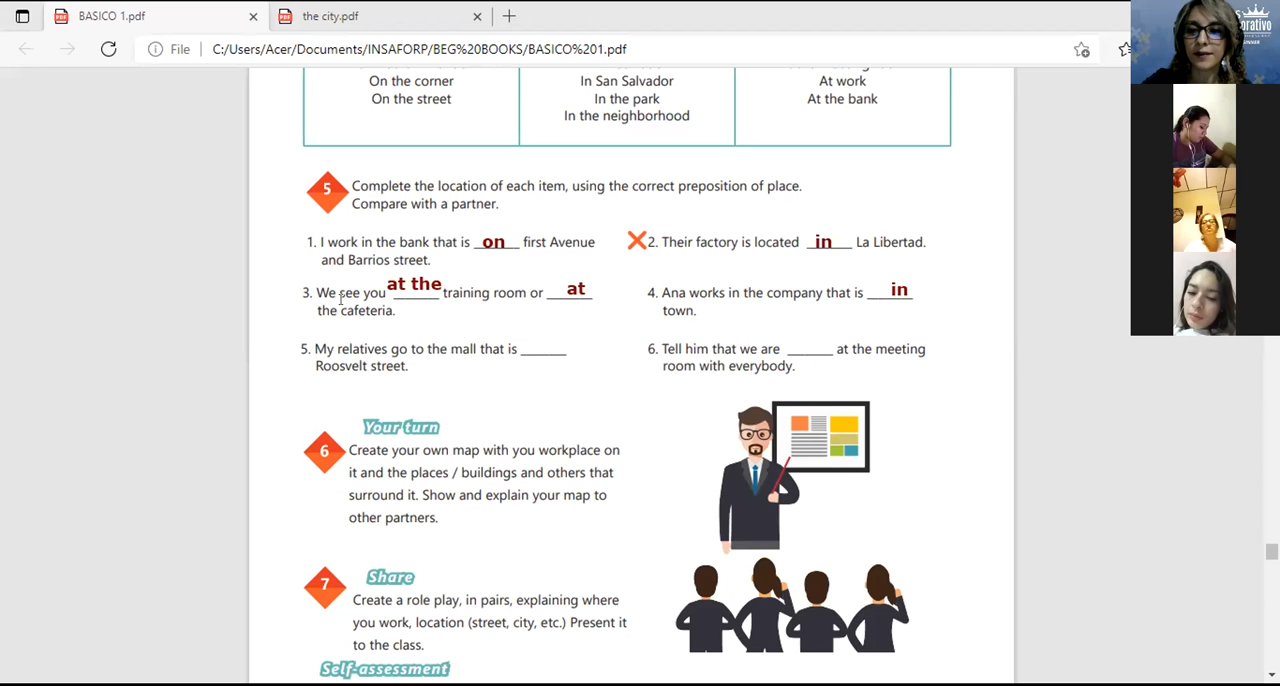 BASICO 1.pdf
the city.pdf
File
C:/Users/Acer/Documents/INSAFORP/BEG%20BOOKS/BASICO%201.pdf
On the corner
On the street
In San Salvador
In the park
In the neighborhood
At work
At the bank
5
Complete the location of each item, using the correct preposition of place.
Compare with a partner.
1. I work in the bank that is on first Avenue
and Barrios street.
2. Their factory is located in La Libertad.
3. We see you at the training room or at
the cafeteria.
4. Ana works in the company that is in
town.
5. My relatives go to the mall that is ______
Roosvelt street.
6. Tell him that we are ______ at the meeting
room with everybody.
6
Your turn
Create your own map with you workplace on
it and the places / buildings and others that
surround it. Show and explain your map to
other partners.
7
Share
Create a role play, in pairs, explaining where
you work, location (street, city, etc.) Present it
to the class.
Self-assessment